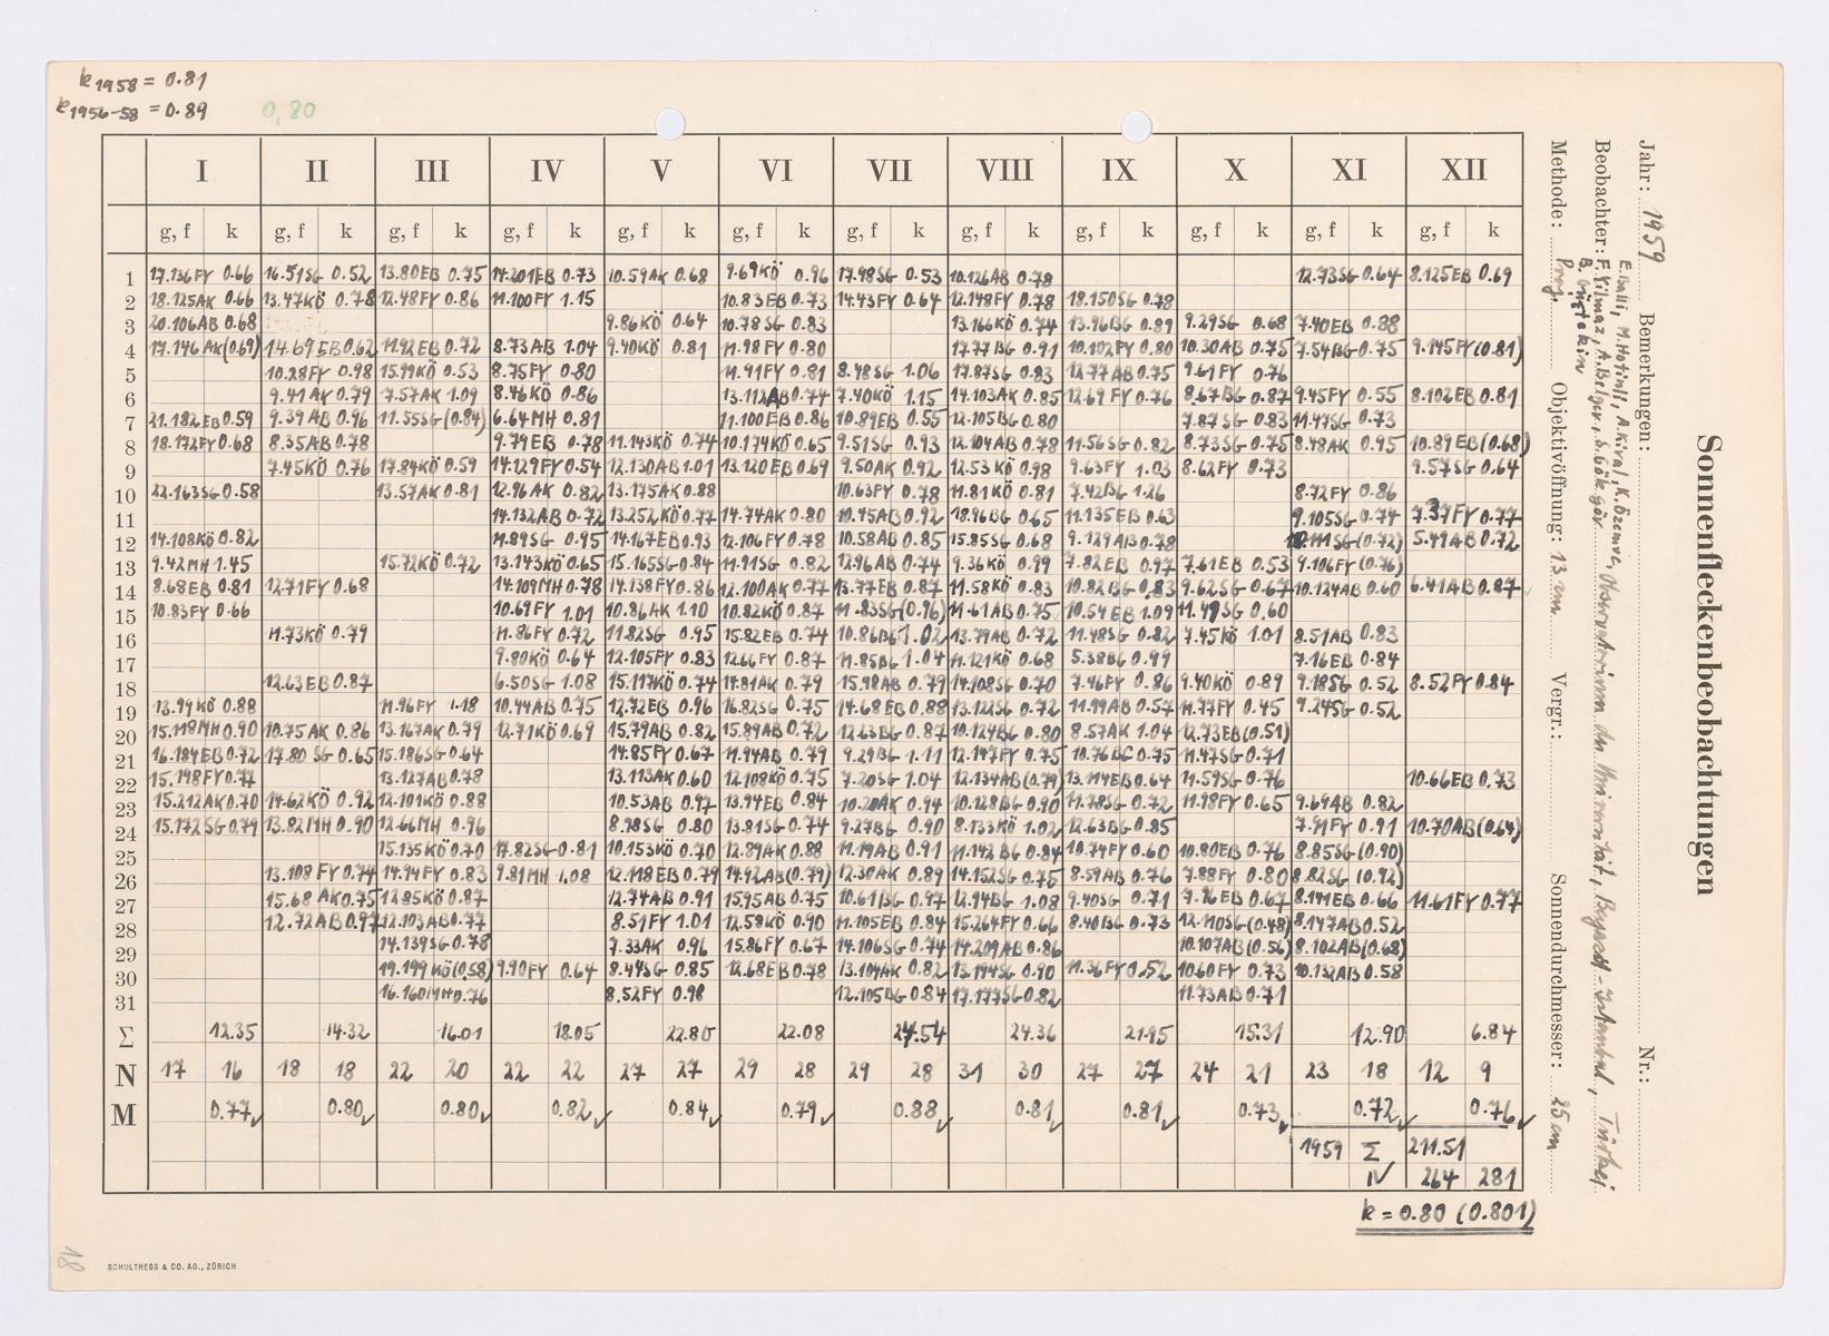 k1958 = 0.81
k1956-58 = 0.89 0,80
I II III IV V VI VII VIII IX X XI XII
g, f k g, f k g, f k g, f k g, f k g, f k g, f k g, f k g, f k g, f k g, f k g, f k
1 17.136FY 0.66 16.51SG 0.52 13.80EB 0.75 14.201EB 0.73 10.59AK 0.68 9.69KÖ 0.96 17.98SG 0.53 10.126AB 0.78 12.73SG 0.64 8.125EB 0.69
2 18.125AK 0.66 13.47KÖ 0.78 12.48FY 0.86 11.100FY 1.15 10.83EB 0.73 14.43FY 0.64 12.148FY 0.78 18.150SG 0.78
3 20.106AB 0.68 9.86KÖ 0.64 10.78SG 0.83 13.166KÖ 0.74 13.96BG 0.89 9.29SG 0.68 7.40EB 0.88
4 17.146AK(0.69) 14.69EB 0.62 11.92EB 0.72 8.73AB 1.04 9.40KÖ 0.81 11.98FY 0.80 17.77BG 0.91 10.102FY 0.80 10.30AB 0.75 7.54BG 0.75 9.145FY(0.81)
5 10.28FY 0.98 15.99KÖ 0.53 8.75FY 0.80 11.91FY 0.81 8.48SG 1.06 17.87SG 0.83 12.77AB 0.75 9.61FY 0.76
6 9.41AY 0.79 7.57AK 1.09 8.46KÖ 0.86 13.112AB 0.74 7.40KÖ 1.15 14.103AK 0.85 12.69FY 0.76 8.67BG 0.87 9.45FY 0.55 8.102EB 0.81
7 21.182EB 0.59 9.39AB 0.96 11.55SG(0.84) 6.64MH 0.81 11.100EB 0.86 10.89EB 0.55 12.105BG 0.80 7.87SG 0.83 11.47SG 0.73
8 18.172FY 0.68 8.35AB 0.78 9.79EB 0.78 11.143KÖ 0.74 10.174KÖ 0.65 9.51SG 0.93 12.104AB 0.78 11.56SG 0.82 8.73SG 0.75 8.48AK 0.95 10.89EB(0.68)
9 7.45KÖ 0.76 17.84KÖ 0.59 14.129FY 0.54 12.130AB 1.01 13.120EB 0.69 9.50AK 0.92 12.53KÖ 0.98 9.63FY 1.03 8.62FY 0.73 9.57SG 0.64
10 22.163SG 0.58 13.57AK 0.81 12.96AK 0.82 13.175AK 0.88 10.63FY 0.78 11.81KÖ 0.81 7.42BG 1.26 8.72FY 0.86
11 14.132AB 0.72 13.252KÖ 0.77 14.74AK 0.80 10.45AB 0.92 18.96BG 0.65 11.135EB 0.63 9.105SG 0.74 7.37FY 0.77
12 14.108KÖ 0.82 11.89SG 0.95 14.167EB 0.93 12.106FY 0.78 10.58AB 0.85 15.85SG 0.68 9.129AB 0.78 10.111SG(0.72) 5.49AB 0.72
13 9.42MH 1.45 15.72KÖ 0.72 13.143KÖ 0.65 15.165SG 0.84 11.91SG 0.82 12.96AB 0.74 9.36KÖ 0.99 7.82EB 0.97 7.61EB 0.53 9.106FY(0.76)
14 8.68EB 0.81 12.71FY 0.68 14.109MH 0.78 14.138FY 0.86 12.100AK 0.77 13.77EB 0.87 11.58KÖ 0.83 10.82BG 0.83 9.62SG 0.67 10.124AB 0.60 6.41AB 0.87
15 10.83FY 0.66 10.69FY 1.01 10.86AK 1.10 10.82KÖ 0.87 11.83SG(0.96) 11.61AB 0.75 10.54EB 1.09 11.49SG 0.60
16 11.73KÖ 0.79 11.86FY 0.72 11.82SG 0.95 15.82EB 0.74 10.86BG 1.02 13.79AB 0.72 11.48SG 0.82 7.45KÖ 1.01 8.51AB 0.83
17 9.80KÖ 0.64 12.105FY 0.83 12.66FY 0.87 11.85BG 1.04 11.121KÖ 0.68 5.38BG 0.99 7.16EB 0.84
18 12.63EB 0.87 6.50SG 1.08 15.117KÖ 0.74 14.81AK 0.79 15.98AB 0.79 14.108SG 0.70 7.46FY 0.86 9.40KÖ 0.89 9.18SG 0.52 8.52FY 0.84
19 13.99KÖ 0.88 11.96FY 1.18 10.44AB 0.75 12.72EB 0.96 16.82SG 0.75 14.68EB 0.88 13.122SG 0.72 11.99AB 0.57 11.77FY 0.45 9.24SG 0.52
20 15.118MH 0.90 10.75AK 0.86 13.167AK 0.79 12.71KÖ 0.69 15.79AB 0.82 15.89AB 0.72 12.63BG 0.87 10.124BG 0.80 8.57AK 1.04 12.73EB(0.51)
21 16.184EB 0.72 17.80SG 0.65 15.186SG 0.64 14.85FY 0.67 11.94AB 0.79 9.29BG 1.11 12.147FY 0.75 10.76BG 0.75 11.47SG 0.71
22 15.198FY 0.77 13.127AB 0.78 13.113AK 0.60 12.108KÖ 0.75 7.20SG 1.04 12.134AB(0.79) 13.114EB 0.64 11.59SG 0.76 10.66EB 0.73
23 15.212AK 0.70 14.62KÖ 0.92 12.101KÖ 0.88 10.53AB 0.97 13.94EB 0.84 10.20AK 0.94 10.128BG 0.90 11.78SG 0.72 11.98FY 0.65 9.69AB 0.82
24 15.172SG 0.79 13.82MH 0.90 12.66MH 0.96 8.98SG 0.80 13.81SG 0.74 9.27BG 0.90 8.133KÖ 1.02 12.63BG 0.85 7.91FY 0.91 10.70AB(0.64)
25 15.135KÖ 0.70 17.82SG 0.81 10.153KÖ 0.70 12.89AK 0.88 11.19AB 0.91 11.142BG 0.84 10.74FY 0.60 10.80EB 0.76 8.85SG(0.90)
26 13.108FY 0.74 14.94FY 0.83 9.81MH 1.08 12.118EB 0.79 14.92AB(0.79) 12.30AK 0.89 14.152SG 0.75 8.59AB 0.76 7.88FY 0.80 8.82SG (0.92)
27 15.68AK 0.75 12.85KÖ 0.87 12.74AB 0.91 15.95AB 0.75 10.61BG 0.97 12.94BG 1.08 9.40SG 0.71 7.96EB 0.67 8.141EB 0.66 11.61FY 0.77
28 12.72AB 0.97 12.103AB 0.77 8.51FY 1.01 12.58KÖ 0.90 11.105EB 0.84 15.264FY 0.66 8.40BG 0.73 12.110SG(0.48) 8.147AB 0.52
29 14.139SG 0.78 7.33AK 0.96 15.86FY 0.67 14.106SG 0.74 14.209AB 0.86 10.107AB(0.56) 8.102AB(0.68)
30 19.199KÖ(0.58) 9.90FY 0.64 8.44SG 0.85 12.68EB 0.78 13.104AK 0.82 13.194SG 0.90 11.36FY 0.52 10.60FY 0.73 10.132AB 0.58
31 16.160MH 0.76 8.52FY 0.98 12.105BG 0.84 17.177SG 0.82 11.73AB 0.71
Σ 12.35 14.32 16.01 18.05 22.80 22.08 24.54 24.36 21.95 15.31 12.90 6.84
N 17 16 18 18 22 20 22 22 27 27 29 28 29 28 31 30 27 27 24 21 23 18 12 9
M 0.77 0.80 0.80 0.82 0.84 0.79 0.88 0.81 0.81 0.73 0.72 0.76
1959 Σ 211.51
N 264 281
k = 0.80 (0.801)
Sonnenfleckenbeobachtungen
Jahr: 1959 Bemerkungen: Nr.:
E. Balli, M. Hotinli, A. Kıral, K. Özemre,
Beobachter: F. Yilmaz, A. Belger, S. Gökgör. Observatorium der Universität, Beyazit - Istanbul, Türkei
B. Gültekin
Methode: Proj. Objektivöffnung: 13 cm Vergr.: Sonnendurchmesser: 25 cm
18
SCHULTHESS & CO. AG., ZÜRICH